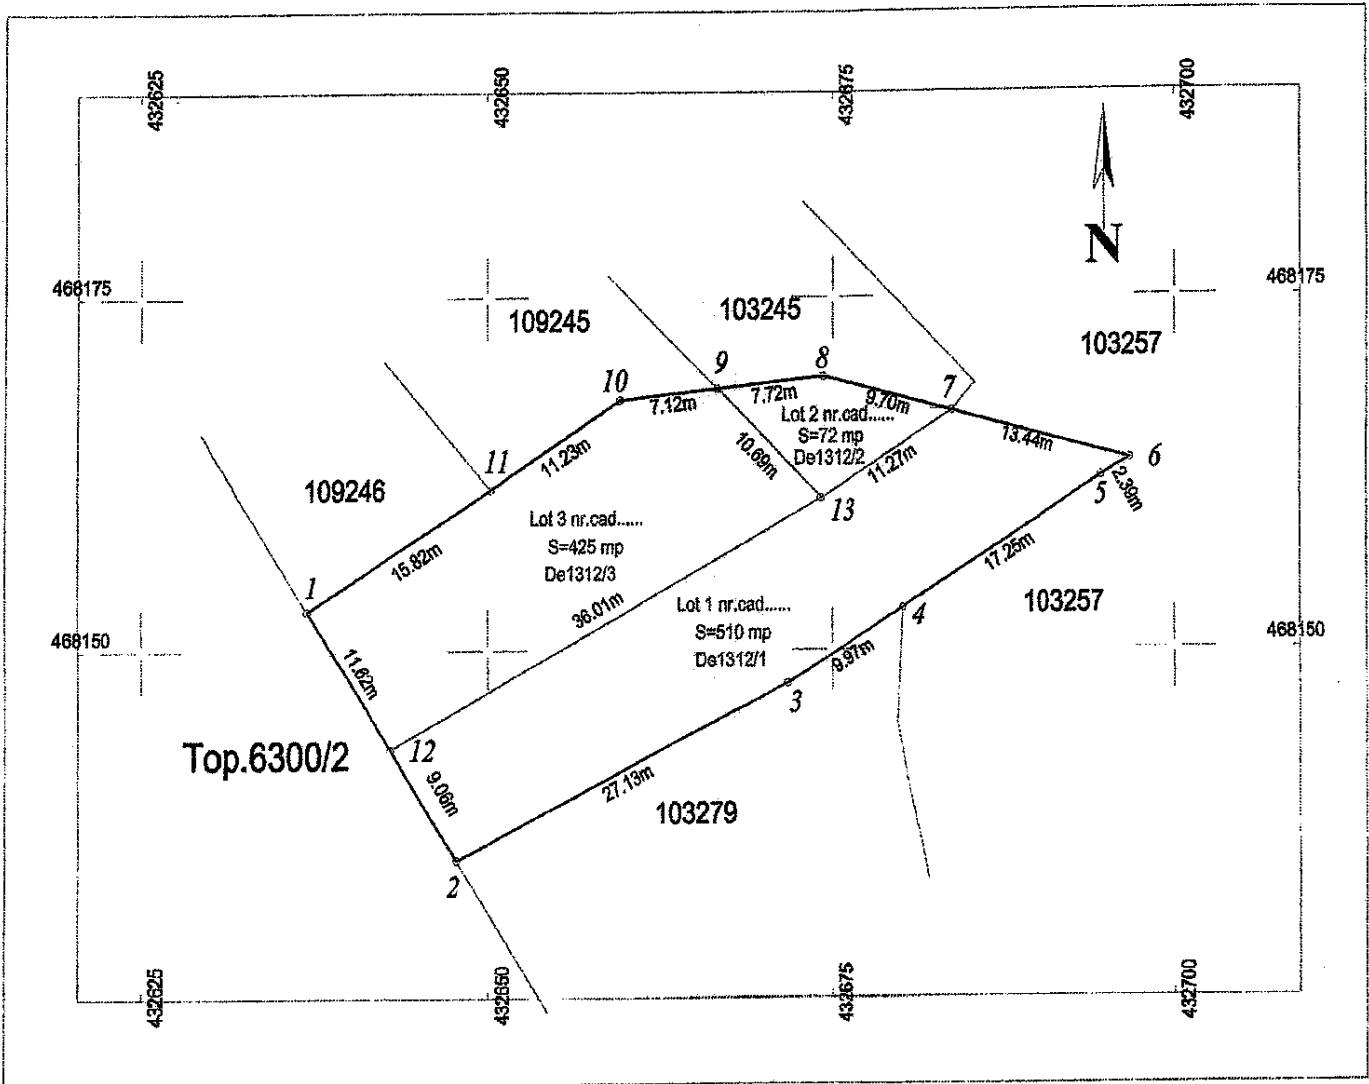 432625
432650
432675
432700
N
468175
468175
109245
103245
103257
8
9
7
10
7.12m
7.72m
9.70m
Lot 2 nr.cad......
S=72 mp
De1312/2
13.44m
6
11.23m
10.69m
11.27m
5
2.39m
11
109246
13
Lot 3 nr.cad......
S=425 mp
De1312/3
15.82m
17.25m
1
36.01m
Lot 1 nr.cad......
S=510 mp
De1312/1
103257
4
468150
468150
11.62m
9.97m
3
Top.6300/2
12
9.06m
27.13m
103279
2
432625
432650
432675
432700